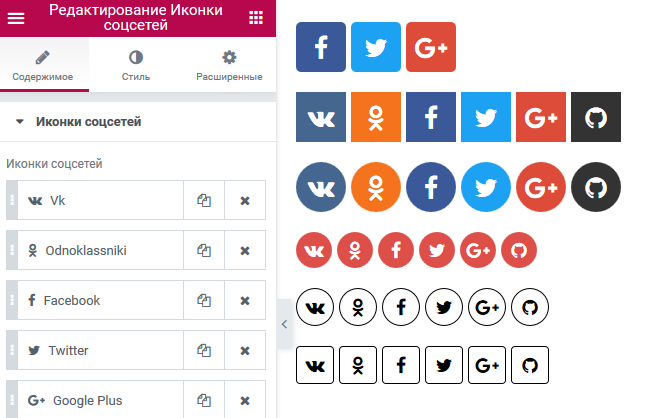 Редактирование Иконки
соцсетей
Содержимое
Стиль
Расширенные
Иконки соцсетей
Иконки соцсетей
Vk
Odnoklassniki
Facebook
Twitter
Google Plus